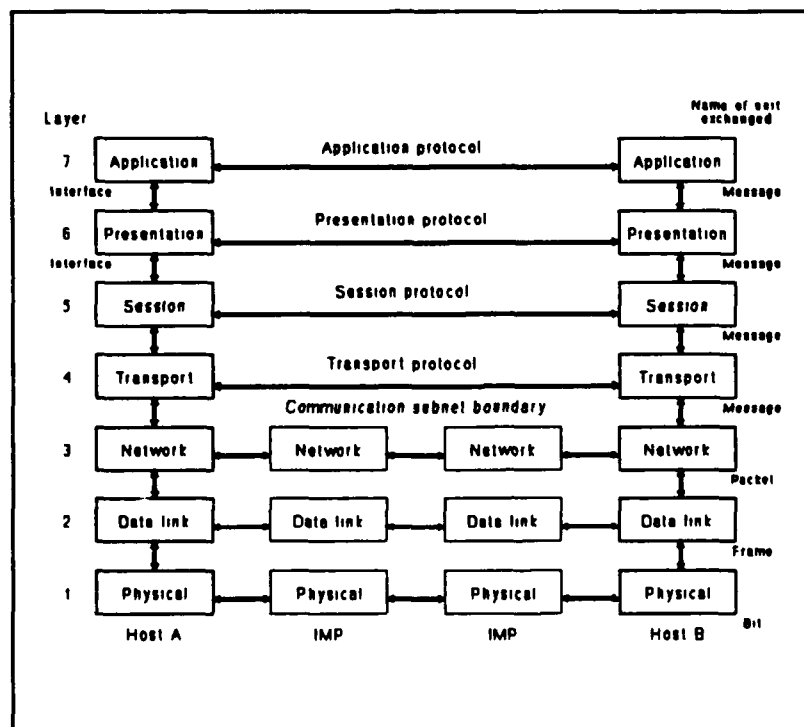 Layer
Name of unit
exchanged
7
Application
Application protocol
Application
Interface
Message
6
Presentation
Presentation protocol
Presentation
Interface
Message
5
Session
Session protocol
Session
Message
4
Transport
Transport protocol
Transport
Communication subnet boundary
Message
3
Network
Network
Network
Network
Packet
2
Data link
Data link
Data link
Data link
Frame
1
Physical
Physical
Physical
Physical
Bit
Host A
IMP
IMP
Host B